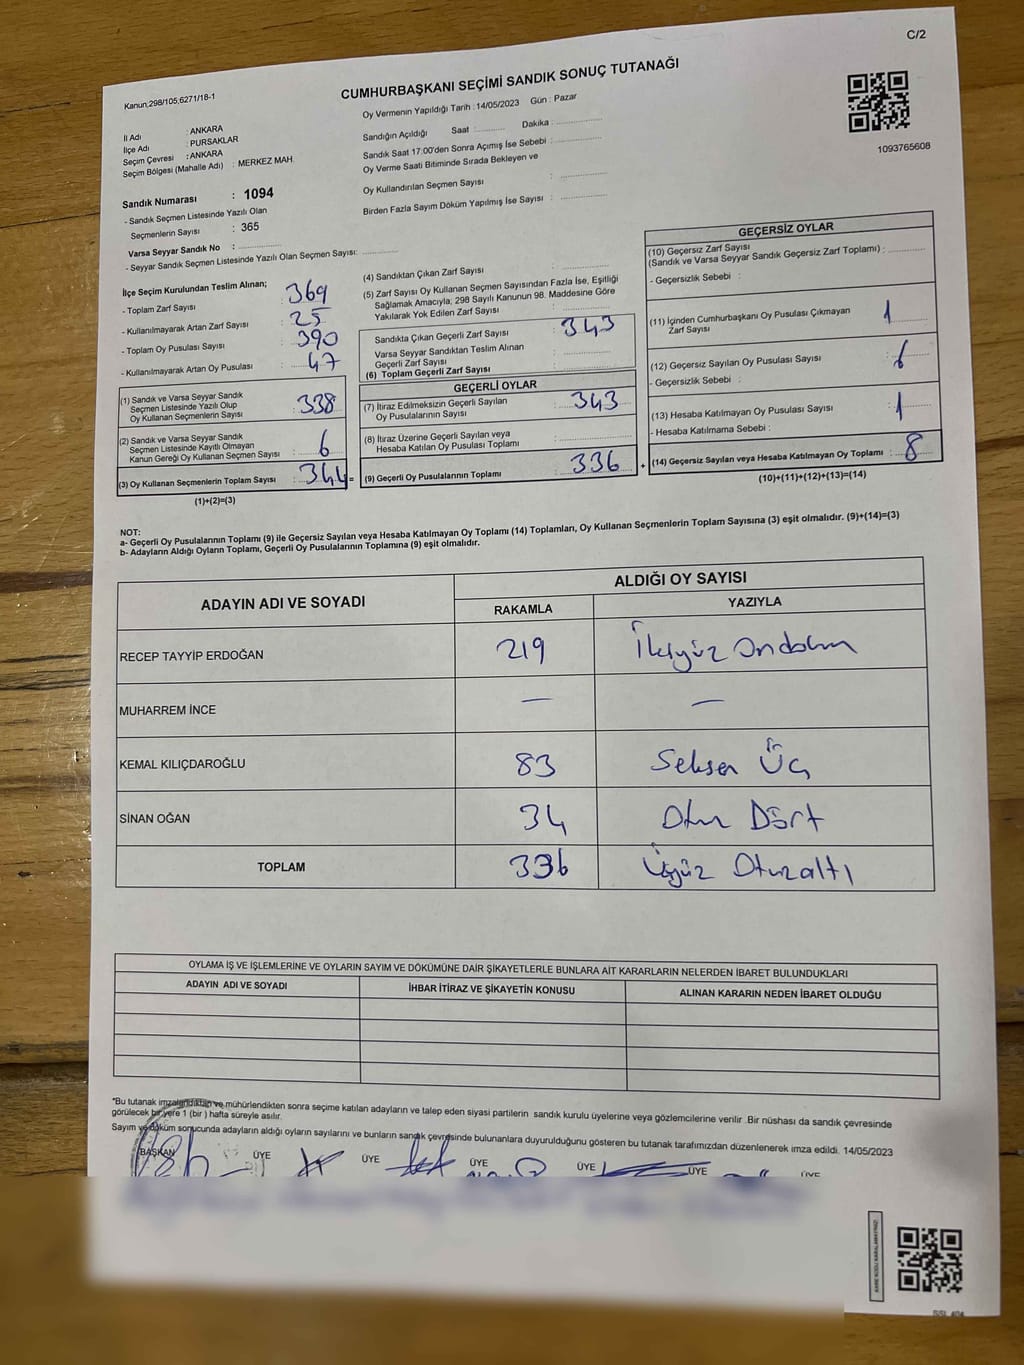 C/2
Kanun;298/105;6271/18-1
CUMHURBAŞKANI SEÇİMİ SANDIK SONUÇ TUTANAĞI
Oy Vermenin Yapıldığı Tarih : 14/05/2023 Gün : Pazar
1093765608
İl Adı : ANKARA
İlçe Adı : PURSAKLAR
Seçim Çevresi : ANKARA
Seçim Bölgesi (Mahalle Adı) : MERKEZ MAH.
Sandık Numarası : 1094
- Sandık Seçmen Listesinde Yazılı Olan
Seçmenlerin Sayısı : 365
Varsa Seyyar Sandık No :
- Seyyar Sandık Seçmen Listesinde Yazılı Olan Seçmen Sayısı:
Sandığın Açıldığı Saat Dakika :
Sandık Saat 17:00'den Sonra Açımış İse Sebebi :
Oy Verme Saati Bitiminde Sırada Bekleyen ve
Oy Kullandırılan Seçmen Sayısı :
Birden Fazla Sayım Döküm Yapılmış İse Sayısı :
İlçe Seçim Kurulundan Teslim Alınan;
- Toplam Zarf Sayısı : 369
- Kullanılmayarak Artan Zarf Sayısı : 25
- Toplam Oy Pusulası Sayısı : 390
- Kullanılmayarak Artan Oy Pusulası : 47
(1) Sandık ve Varsa Seyyar Sandık
Seçmen Listesinde Yazılı Olup
Oy Kullanan Seçmenlerin Sayısı : 338
(2) Sandık ve Varsa Seyyar Sandık
Seçmen Listesinde Kayıtlı Olmayan
Kanun Gereği Oy Kullanan Seçmen Sayısı : 6
(3) Oy Kullanan Seçmenlerin Toplam Sayısı : 344 =
(1)+(2)=(3)
(4) Sandıktan Çıkan Zarf Sayısı :
(5) Zarf Sayısı Oy Kullanan Seçmen Sayısından Fazla İse, Eşitliği
Sağlamak Amacıyla; 298 Sayılı Kanunun 98. Maddesine Göre
Yakılarak Yok Edilen Zarf Sayısı :
Sandıkta Çıkan Geçerli Zarf Sayısı : 343
Varsa Seyyar Sandıktan Teslim Alınan
Geçerli Zarf Sayısı :
(6) Toplam Geçerli Zarf Sayısı :
GEÇERLİ OYLAR
(7) İtiraz Edilmeksizin Geçerli Sayılan
Oy Pusulalarının Sayısı : 343
(8) İtiraz Üzerine Geçerli Sayılan veya
Hesaba Katılan Oy Pusulası Toplamı :
(9) Geçerli Oy Pusulalarının Toplamı : 336 +
GEÇERSİZ OYLAR
(10) Geçersiz Zarf Sayısı
(Sandık ve Varsa Seyyar Sandık Geçersiz Zarf Toplamı) :
- Geçersizlik Sebebi :
(11) İçinden Cumhurbaşkanı Oy Pusulası Çıkmayan
Zarf Sayısı : 1
(12) Geçersiz Sayılan Oy Pusulası Sayısı : 6
- Geçersizlik Sebebi :
(13) Hesaba Katılmayan Oy Pusulası Sayısı : 1
- Hesaba Katılmama Sebebi :
(14) Geçersiz Sayılan veya Hesaba Katılmayan Oy Toplamı : 8
(10)+(11)+(12)+(13)=(14)
NOT:
a- Geçerli Oy Pusulalarının Toplamı (9) ile Geçersiz Sayılan veya Hesaba Katılmayan Oy Toplamı (14) Toplamları, Oy Kullanan Seçmenlerin Toplam Sayısına (3) eşit olmalıdır. (9)+(14)=(3)
b- Adayların Aldığı Oyların Toplamı, Geçerli Oy Pusulalarının Toplamına (9) eşit olmalıdır.
ADAYIN ADI VE SOYADI
ALDIĞI OY SAYISI
RAKAMLA YAZIYLA
RECEP TAYYİP ERDOĞAN 219 İkiyüz Ondokuz
MUHARREM İNCE — —
KEMAL KILIÇDAROĞLU 83 Seksen Üç
SİNAN OĞAN 34 Otuz Dört
TOPLAM 336 Üçyüz Otuzaltı
OYLAMA İŞ VE İŞLEMLERİNE VE OYLARIN SAYIM VE DÖKÜMÜNE DAİR ŞİKAYETLERLE BUNLARA AİT KARARLARIN NELERDEN İBARET BULUNDUKLARI
ADAYIN ADI VE SOYADI İHBAR İTİRAZ VE ŞİKAYETİN KONUSU ALINAN KARARIN NEDEN İBARET OLDUĞU
*Bu tutanak imzalandıktan ve mühürlendikten sonra seçime katılan adayların ve talep eden siyasi partilerin sandık kurulu üyelerine veya gözlemcilerine verilir .Bir nüshası da sandık çevresinde
görülecek bir yere 1 (bir ) hafta süreyle asılır.
Sayım ve döküm sonucunda adayların aldığı oyların sayılarını ve bunların sandık çevresinde bulunanlara duyurulduğunu gösteren bu tutanak tarafımızdan düzenlenerek imza edildi. 14/05/2023
BAŞKAN ÜYE ÜYE ÜYE ÜYE ÜYE ÜYE